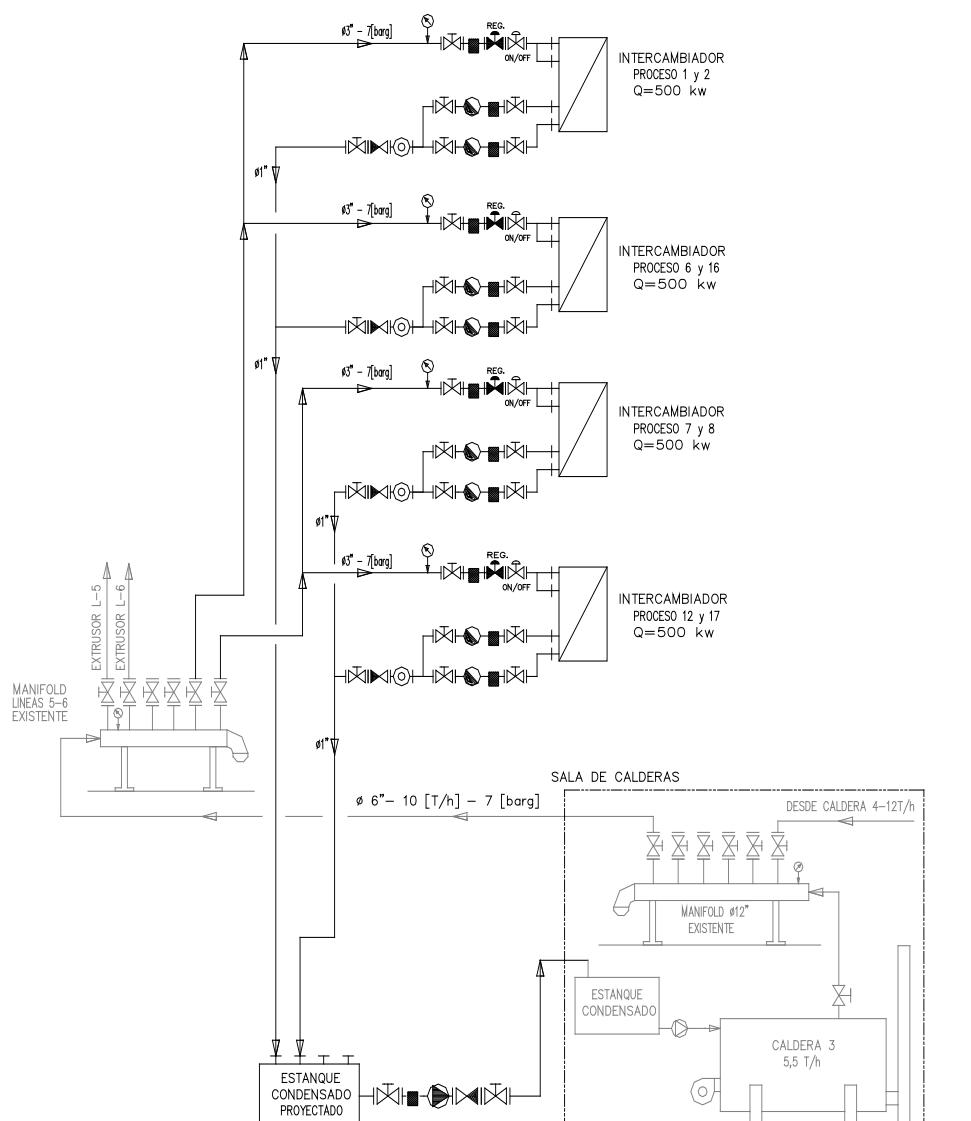 ø3" - 7[barg]
REG.
ON/OFF
INTERCAMBIADOR
PROCESO 1 y 2
Q=500 kw
ø1"
ø3" - 7[barg]
REG.
ON/OFF
INTERCAMBIADOR
PROCESO 6 y 16
Q=500 kw
ø1"
ø3" - 7[barg]
REG.
ON/OFF
INTERCAMBIADOR
PROCESO 7 y 8
Q=500 kw
ø1"
ø3" - 7[barg]
REG.
ON/OFF
INTERCAMBIADOR
PROCESO 12 y 17
Q=500 kw
EXTRUSOR L-5
EXTRUSOR L-6
MANIFOLD
LINEAS 5-6
EXISTENTE
ø1"
SALA DE CALDERAS
ø 6"- 10 [T/h] - 7 [barg]
DESDE CALDERA 4-12T/h
MANIFOLD ø12"
EXISTENTE
ESTANQUE
CONDENSADO
CALDERA 3
5,5 T/h
ESTANQUE
CONDENSADO
PROYECTADO